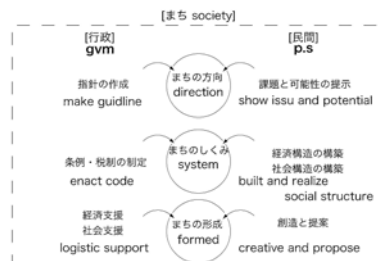 [まち society]
[行政]
gvm
[民間]
p.s
指針の作成
make guidline
まちの方向
direction
課題と可能性の提示
show issu and potential
条例・税制の制定
enact code
まちのしくみ
system
経済構造の構築
社会構造の構築
built and realize
social structure
経済支援
社会支援
logistic support
まちの形成
formed
創造と提案
creative and propose